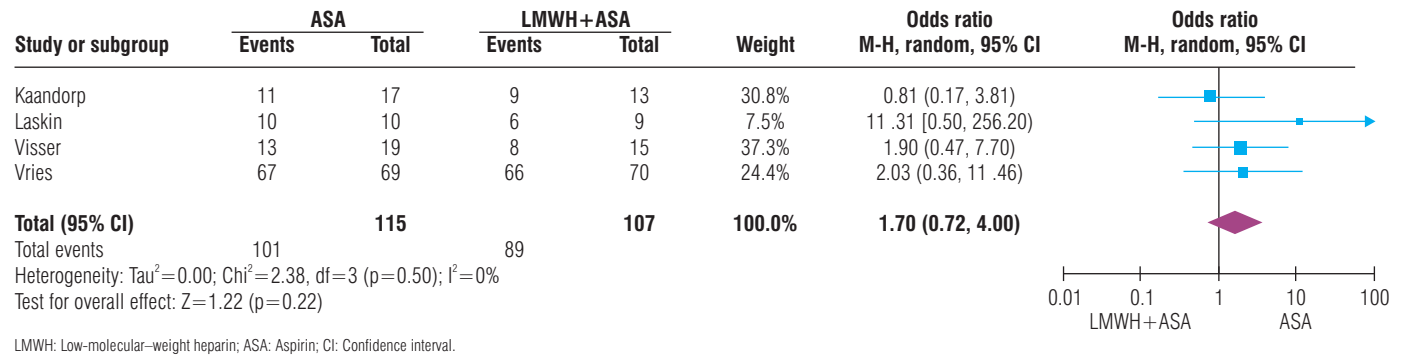 ASA LMWH+ASA Odds ratio Odds ratio
Study or subgroup Events Total Events Total Weight M-H, random, 95% CI M-H, random, 95% CI
Kaandorp 11 17 9 13 30.8% 0.81 (0.17, 3.81)
Laskin 10 10 6 9 7.5% 11 .31 [0.50, 256.20)
Visser 13 19 8 15 37.3% 1.90 (0.47, 7.70)
Vries 67 69 66 70 24.4% 2.03 (0.36, 11 .46)
Total (95% CI) 115 107 100.0% 1.70 (0.72, 4.00)
Total events 101 89
Heterogeneity: Tau²=0.00; Chi²=2.38, df=3 (p=0.50); I²=0%
Test for overall effect: Z=1.22 (p=0.22)
0.01 0.1 1 10 100
LMWH+ASA ASA
LMWH: Low-molecular–weight heparin; ASA: Aspirin; CI: Confidence interval.